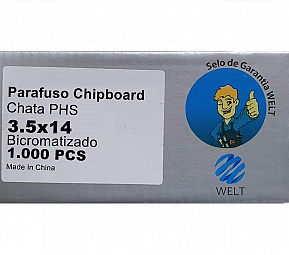 Parafuso Chipboard
Chata PHS
3.5x14
Bicromatizado
1.000 PCS
Made In China
Selo de Garantia WELT
WELT